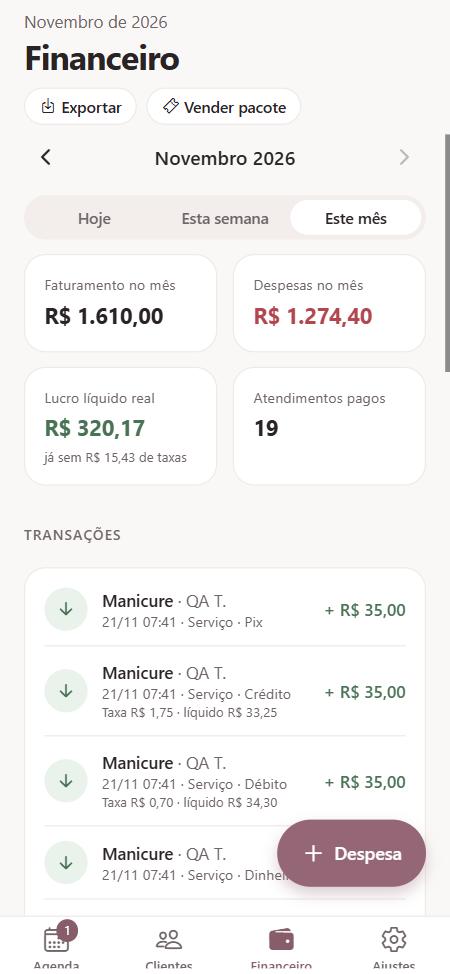 Novembro de 2026
Financeiro
Exportar
Vender pacote
Novembro 2026
Hoje
Esta semana
Este mês
Faturamento no mês
R$ 1.610,00
Despesas no mês
R$ 1.274,40
Lucro líquido real
R$ 320,17
já sem R$ 15,43 de taxas
Atendimentos pagos
19
TRANSAÇÕES
Manicure · QA T.
21/11 07:41 · Serviço · Pix
+ R$ 35,00
Manicure · QA T.
21/11 07:41 · Serviço · Crédito
Taxa R$ 1,75 · líquido R$ 33,25
+ R$ 35,00
Manicure · QA T.
21/11 07:41 · Serviço · Débito
Taxa R$ 0,70 · líquido R$ 34,30
+ R$ 35,00
Manicure · QA T.
21/11 07:41 · Serviço ·
+ Despesa
1
Agenda
Clientes
Financeiro
Ajustes